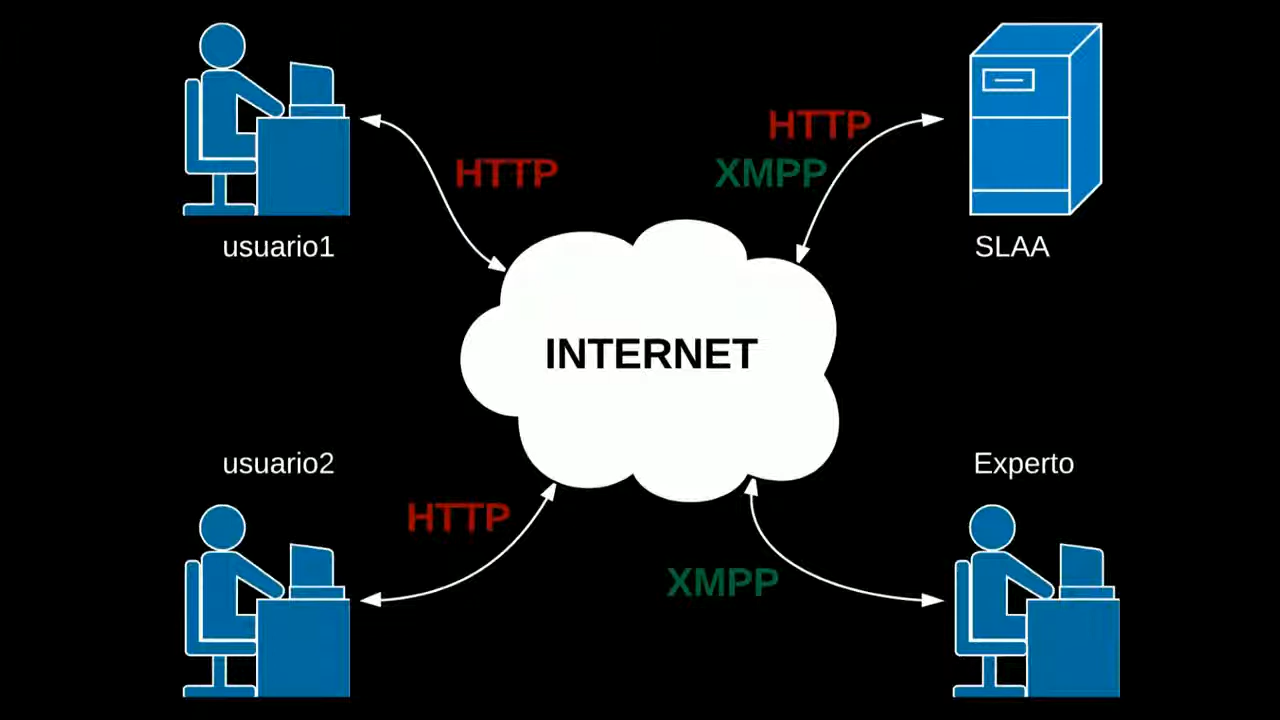 HTTP
HTTP
XMPP
usuario1
SLAA
INTERNET
usuario2
Experto
HTTP
XMPP